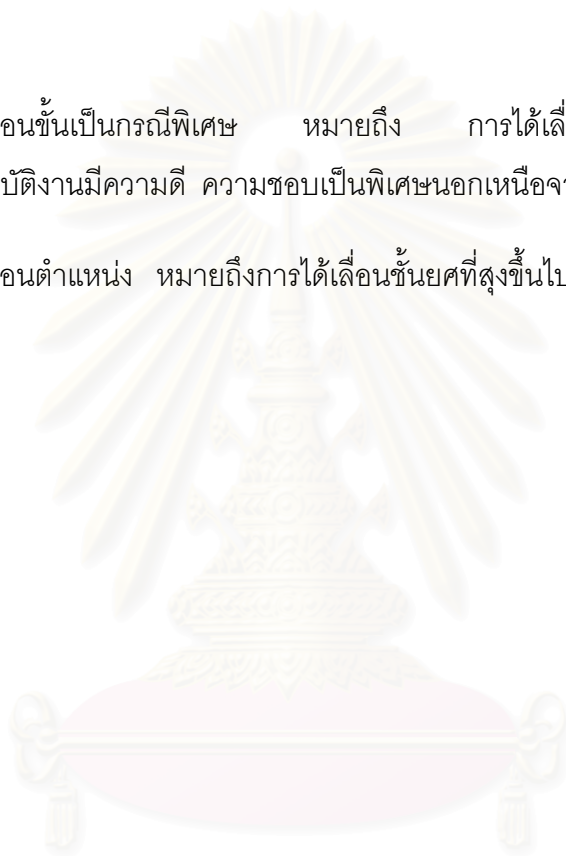 อนขั้นเป็นกรณีพิเศษ หมายถึง การได้เลื่
บัติงานมีความดี ความชอบเป็นพิเศษนอกเหนือจา
อนตำแหน่ง หมายถึงการได้เลื่อนชั้นยศที่สุงขึ้นไป